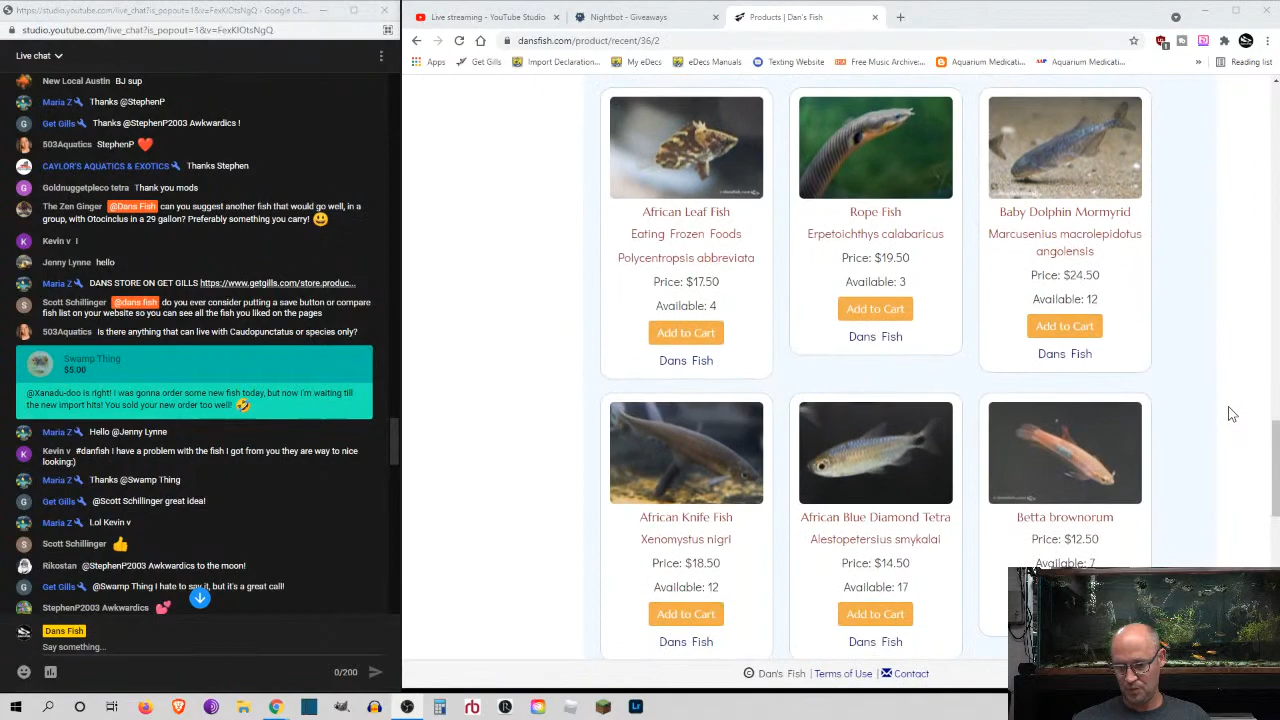 https://studio.youtube.com/live_chat?is_popout=1&v=FexKIOtsNgQ - Google Ch...
studio.youtube.com/live_chat?is_popout=1&v=FexKIOtsNgQ
Live chat
New Local Austin BJ sup
Maria Z Thanks @StephenP
Get Gills Thanks @StephenP2003 Awkwardics !
503Aquatics StephenP
CAYLOR'S AQUATICS & EXOTICS Thanks Stephen
Goldnuggetpleco tetra Thank you mods
The Zen Ginger @Dans Fish can you suggest another fish that would go well, in a
group, with Otocinclus in a 29 gallon? Preferably something you carry!
Kevin v I
Jenny Lynne hello
Maria Z DANS STORE ON GET GILLS https://www.getgills.com/store.produc...
Scott Schillinger @dans fish do you ever consider putting a save button or compare
fish list on your website so you can see all the fish you liked on the pages
503Aquatics Is there anything that can live with Caudopunctatus or species only?
Swamp Thing
$5.00
@Xanadu-doo is right! I was gonna order some new fish today, but now I'm waiting till
the new import hits! You sold your new order too well!
Maria Z Hello @Jenny Lynne
Kevin v #danfish I have a problem with the fish I got from you they are way to nice
looking:)
Maria Z Thanks @Swamp Thing
Get Gills @Scott Schillinger great idea!
Maria Z Lol Kevin v
Scott Schillinger
Rikostan @StephenP2003 Awkwardics to the moon!
Get Gills @Swamp Thing I hate to say it, but it's a great call!
StephenP2003 Awkwardics
Dans Fish
Say something...
0/200
Live streaming - YouTube Studio
Nightbot - Giveaways
Products | Dan's Fish
dansfish.com/product/recent/36/2
Apps Get Gills Import Declaration... My eDecs eDecs Manuals Texting Website Free Music Archive:... Aquarium Medicati... Aquarium Medicati... » Reading list
African Leaf Fish
Eating Frozen Foods
Polycentropsis abbreviata
Price: $17.50
Available: 4
Add to Cart
Dans Fish
Rope Fish
Erpetoichthys calabaricus
Price: $19.50
Available: 3
Add to Cart
Dans Fish
Baby Dolphin Mormyrid
Marcusenius macrolepidotus
angolensis
Price: $24.50
Available: 12
Add to Cart
Dans Fish
African Knife Fish
Xenomystus nigri
Price: $18.50
Available: 12
Add to Cart
Dans Fish
African Blue Diamond Tetra
Alestopetersius smykalai
Price: $14.50
Available: 17
Add to Cart
Dans Fish
Betta brownorum
Price: $12.50
Available: 7
© Dan's Fish | Terms of Use | Contact